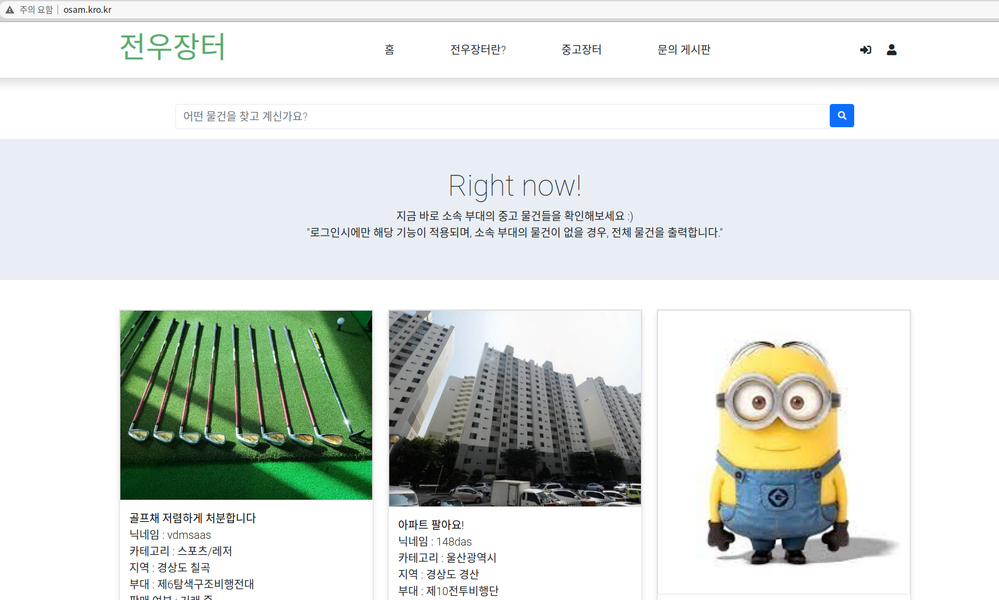 주의 요함 osam.kro.kr
전우장터 홈 전우장터란? 중고장터 문의 게시판
어떤 물건을 찾고 계신가요?
Right now!
지금 바로 소속 부대의 중고 물건들을 확인해보세요 :)
"로그인시에만 해당 기능이 적용되며, 소속 부대의 물건이 없을 경우, 전체 물건을 출력합니다."
골프채 저렴하게 처분합니다
닉네임 : vdmsaas
카테고리 : 스포츠/레저
지역 : 경상도 칠곡
부대 : 제6탐색구조비행전대
판매 여부 : 거래 중
아파트 팔아요!
닉네임 : 148das
카테고리 : 울산광역시
지역 : 경상도 경산
부대 : 제10전투비행단